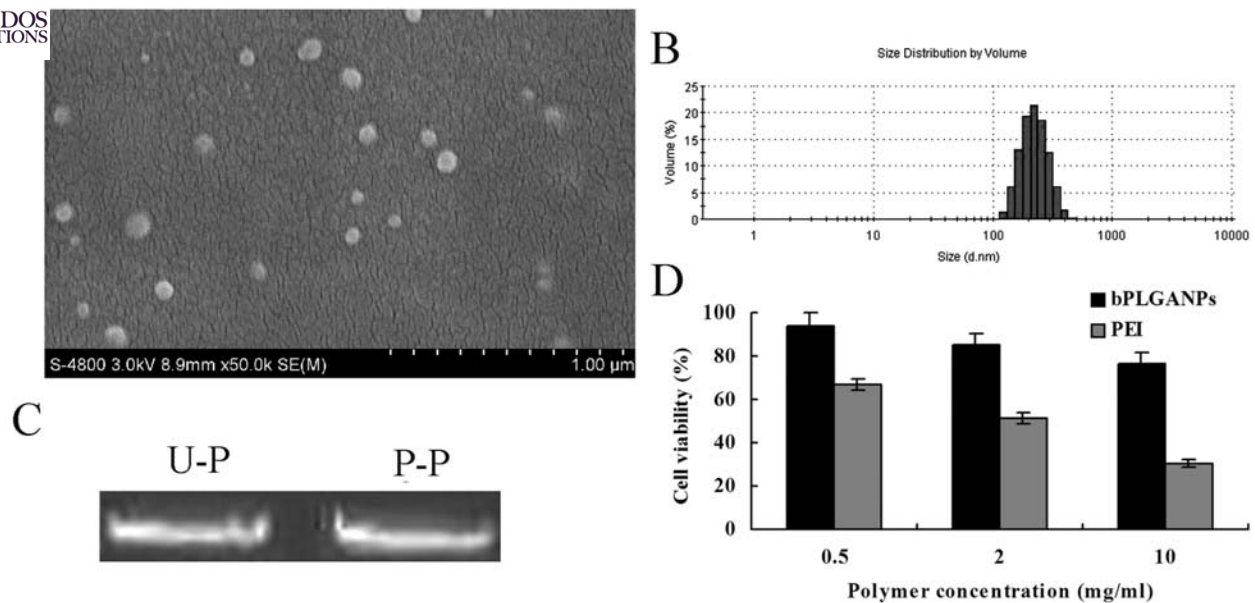 DOS
TIONS
S-4800 3.0kV 8.9mm x50.0k SE(M)
1.00 µm
B
Size Distribution by Volume
Volume (%)
25
20
15
10
5
0
1
10
100
1000
10000
Size (d.nm)
C
U-P
P-P
D
bPLGANPs
PEI
Cell viability (%)
100
80
60
40
20
0
0.5
2
10
Polymer concentration (mg/ml)